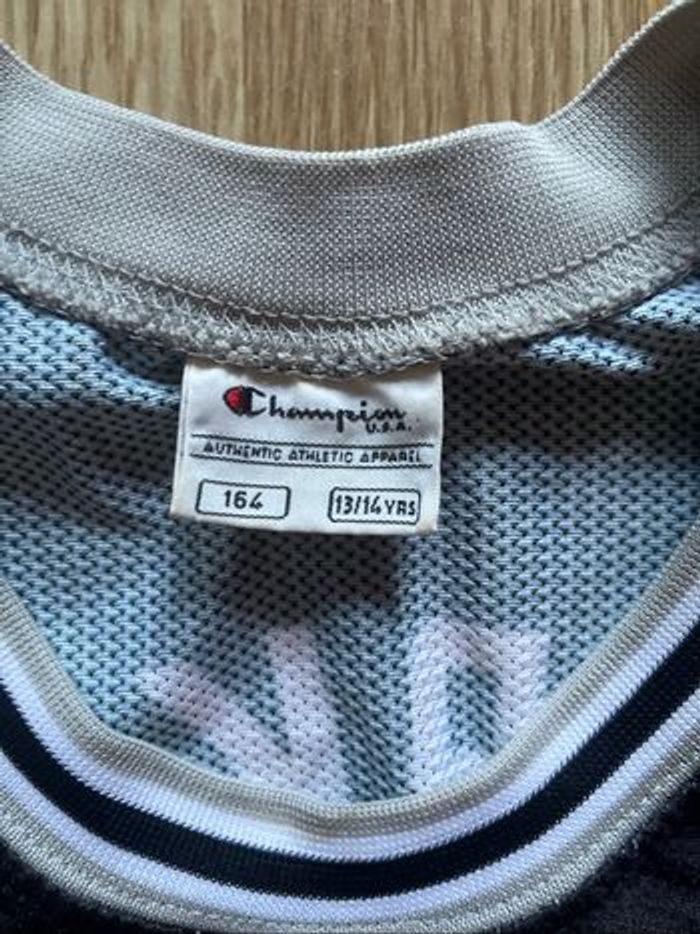 Champion
U.S.A.
AUTHENTIC ATHLETIC APPAREL
164
13/14 YRS